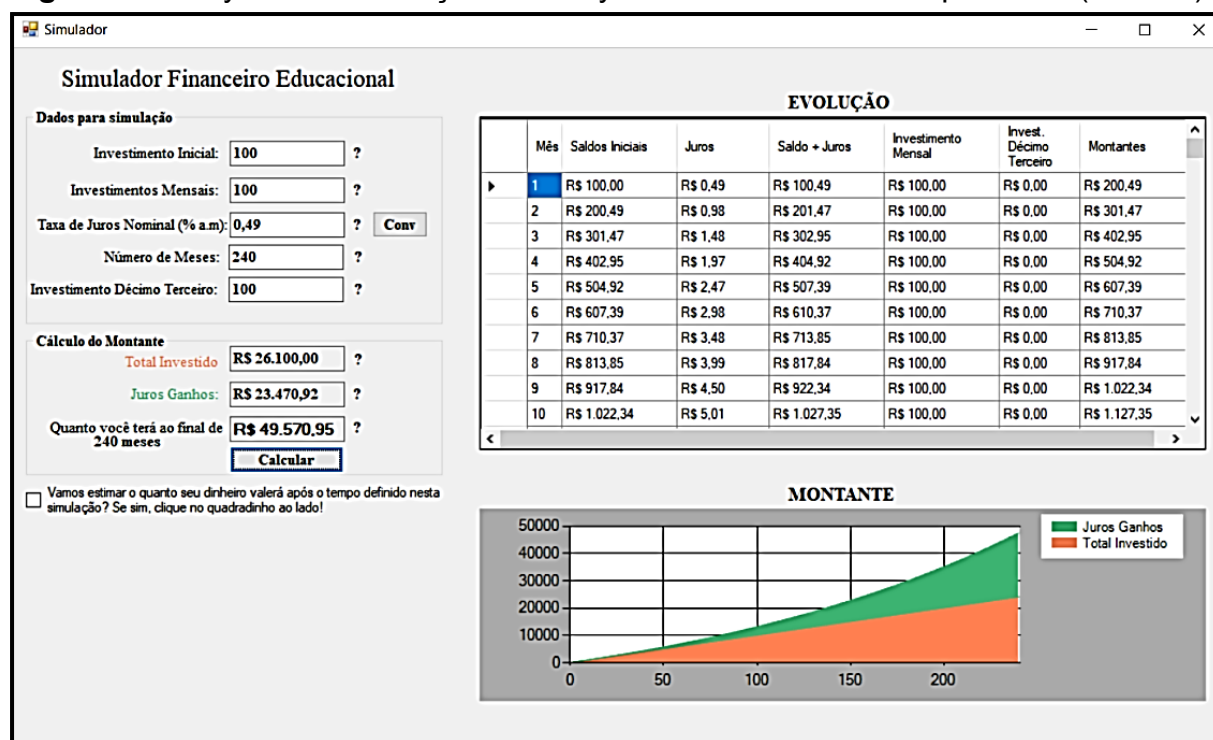 Simulador
Simulador Financeiro Educacional
Dados para simulação
Investimento Inicial: 100 ?
Investimentos Mensais: 100 ?
Taxa de Juros Nominal (% a.m): 0,49 ? Conv
Número de Meses: 240 ?
Investimento Décimo Terceiro: 100 ?
Cálculo do Montante
Total Investido R$ 26.100,00 ?
Juros Ganhos: R$ 23.470,92 ?
Quanto você terá ao final de 240 meses R$ 49.570,95 ?
Calcular
Vamos estimar o quanto seu dinheiro valerá após o tempo definido nesta
simulação? Se sim, clique no quadradinho ao lado!
EVOLUÇÃO
Mês Saldos Iniciais Juros Saldo + Juros Investimento Mensal Invest. Décimo Terceiro Montantes
1 R$ 100,00 R$ 0,49 R$ 100,49 R$ 100,00 R$ 0,00 R$ 200,49
2 R$ 200,49 R$ 0,98 R$ 201,47 R$ 100,00 R$ 0,00 R$ 301,47
3 R$ 301,47 R$ 1,48 R$ 302,95 R$ 100,00 R$ 0,00 R$ 402,95
4 R$ 402,95 R$ 1,97 R$ 404,92 R$ 100,00 R$ 0,00 R$ 504,92
5 R$ 504,92 R$ 2,47 R$ 507,39 R$ 100,00 R$ 0,00 R$ 607,39
6 R$ 607,39 R$ 2,98 R$ 610,37 R$ 100,00 R$ 0,00 R$ 710,37
7 R$ 710,37 R$ 3,48 R$ 713,85 R$ 100,00 R$ 0,00 R$ 813,85
8 R$ 813,85 R$ 3,99 R$ 817,84 R$ 100,00 R$ 0,00 R$ 917,84
9 R$ 917,84 R$ 4,50 R$ 922,34 R$ 100,00 R$ 0,00 R$ 1.022,34
10 R$ 1.022,34 R$ 5,01 R$ 1.027,35 R$ 100,00 R$ 0,00 R$ 1.127,35
MONTANTE
50000
40000
30000
20000
10000
0
0 50 100 150 200
Juros Ganhos
Total Investido